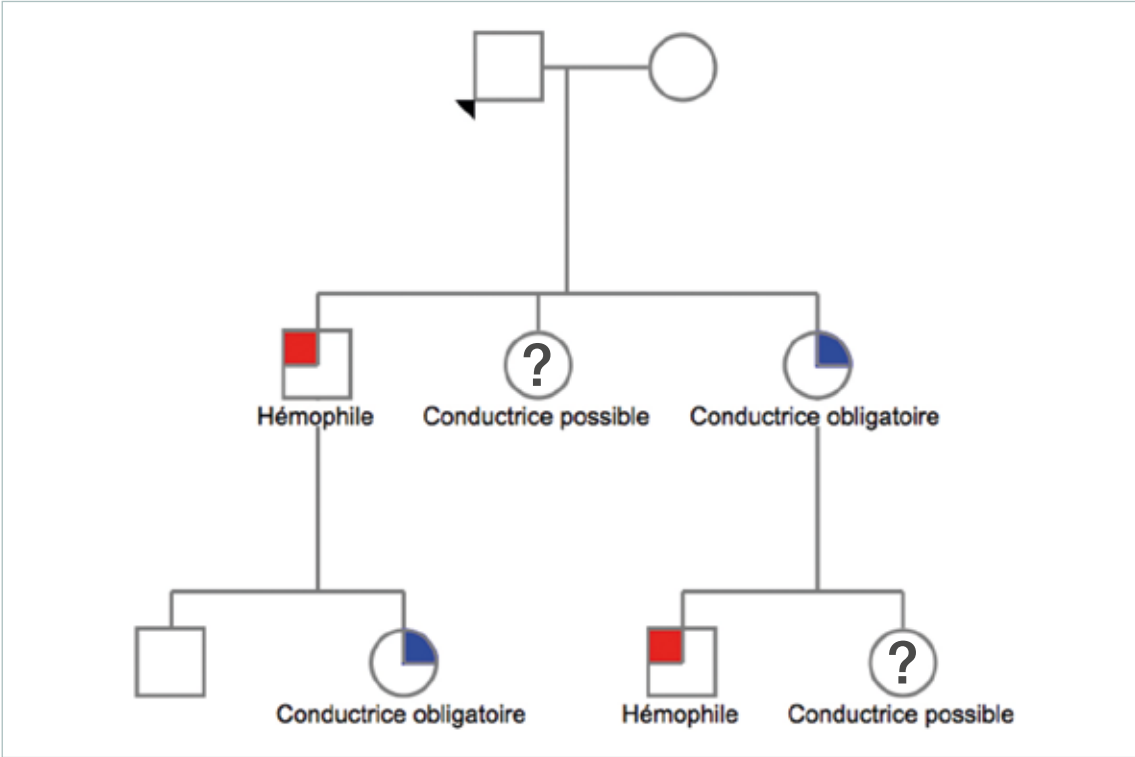 ?
?
Hémophile
Conductrice possible
Conductrice obligatoire
Conductrice obligatoire
Hémophile
Conductrice possible